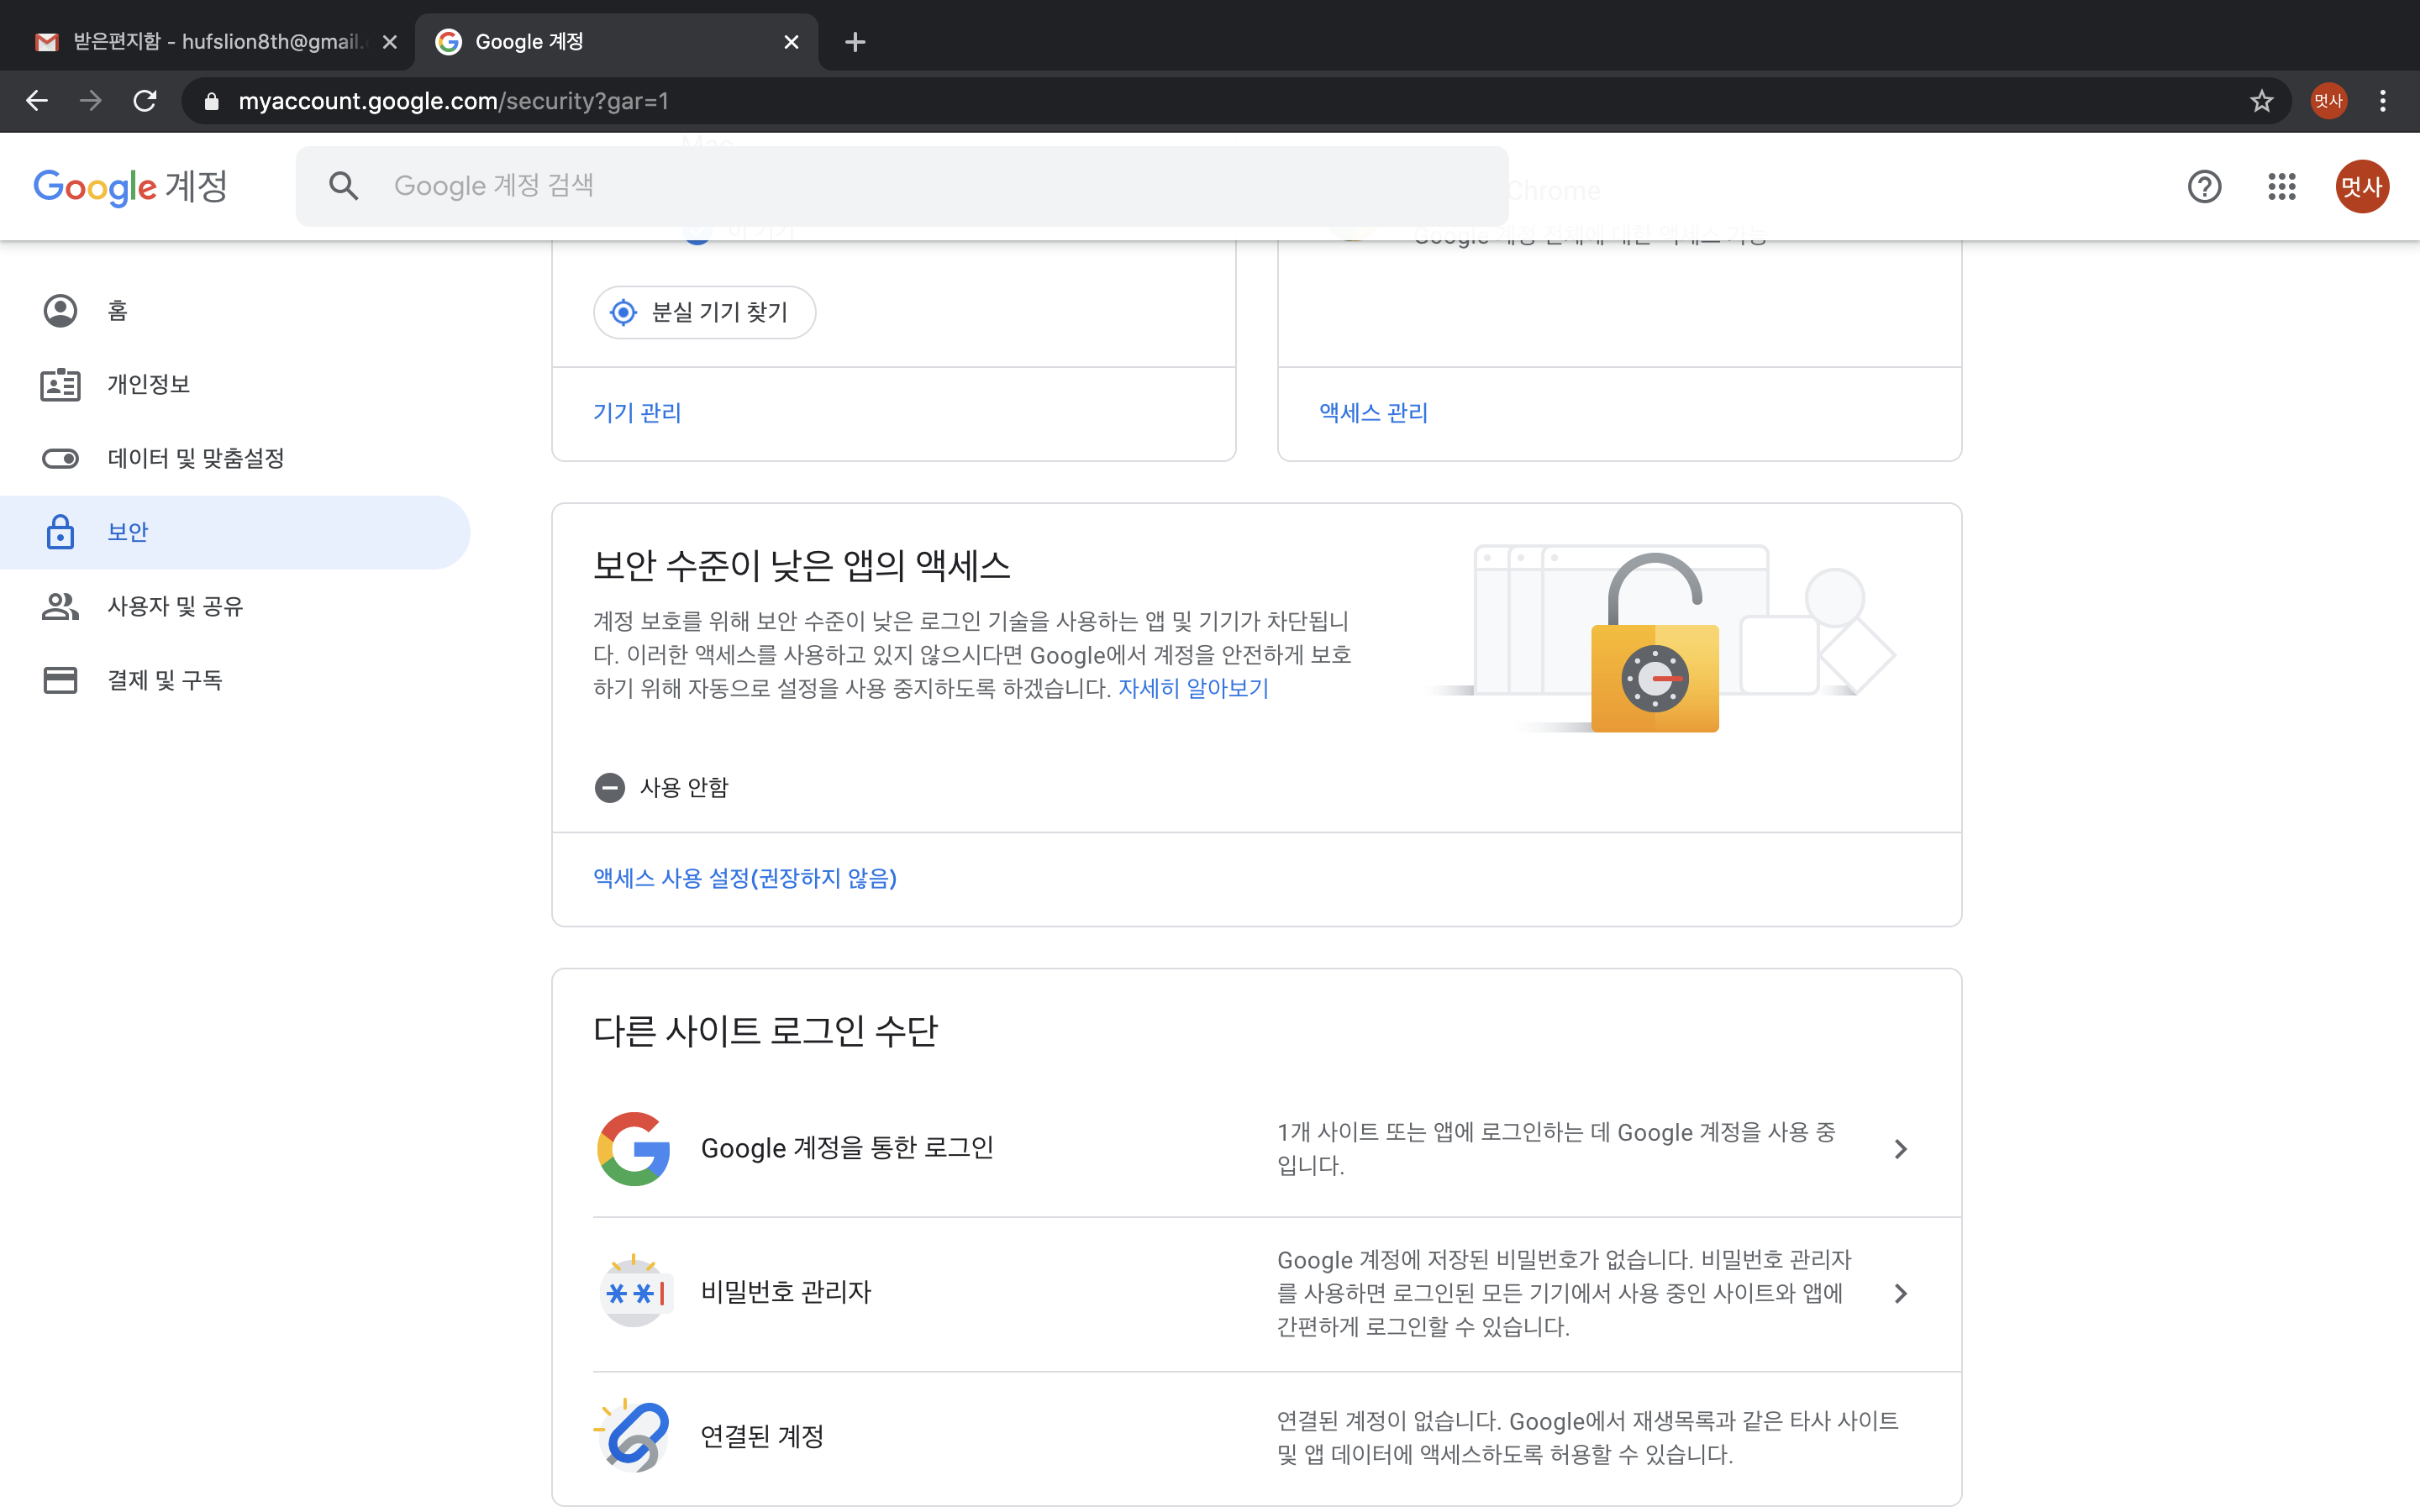 받은편지함 - hufslion8th@gmail.
Google 계정
myaccount.google.com/security?gar=1
멋사
Google 계정
Google 계정 검색
멋사
Mac
Chrome
이 기기
Google 계정 전체에 대한 액세스 가능
홈
개인정보
데이터 및 맞춤설정
보안
사용자 및 공유
결제 및 구독
분실 기기 찾기
기기 관리
액세스 관리
보안 수준이 낮은 앱의 액세스
계정 보호를 위해 보안 수준이 낮은 로그인 기술을 사용하는 앱 및 기기가 차단됩니
다. 이러한 액세스를 사용하고 있지 않으시다면 Google에서 계정을 안전하게 보호
하기 위해 자동으로 설정을 사용 중지하도록 하겠습니다. 자세히 알아보기
사용 안함
액세스 사용 설정(권장하지 않음)
다른 사이트 로그인 수단
Google 계정을 통한 로그인
1개 사이트 또는 앱에 로그인하는 데 Google 계정을 사용 중
입니다.
비밀번호 관리자
Google 계정에 저장된 비밀번호가 없습니다. 비밀번호 관리자
를 사용하면 로그인된 모든 기기에서 사용 중인 사이트와 앱에
간편하게 로그인할 수 있습니다.
연결된 계정
연결된 계정이 없습니다. Google에서 재생목록과 같은 타사 사이트
및 앱 데이터에 액세스하도록 허용할 수 있습니다.